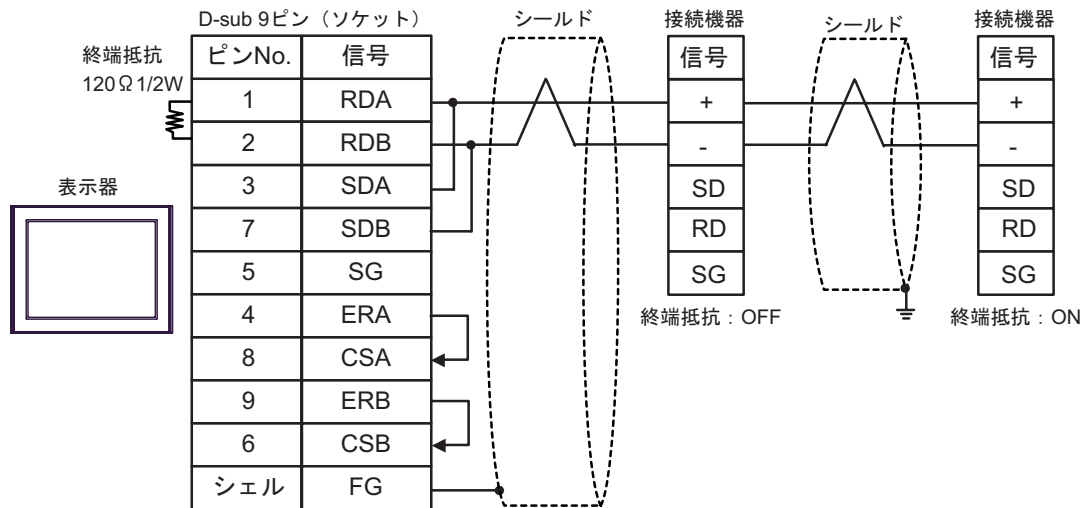 D-sub 9ピン（ソケット）
シールド
接続機器
シールド
接続機器
終端抵抗
120Ω1/2W
ピンNo. 信号
1 RDA
2 RDB
3 SDA
7 SDB
5 SG
4 ERA
8 CSA
9 ERB
6 CSB
シェル FG
表示器
信号
+
-
SD
RD
SG
終端抵抗：OFF
信号
+
-
SD
RD
SG
終端抵抗：ON